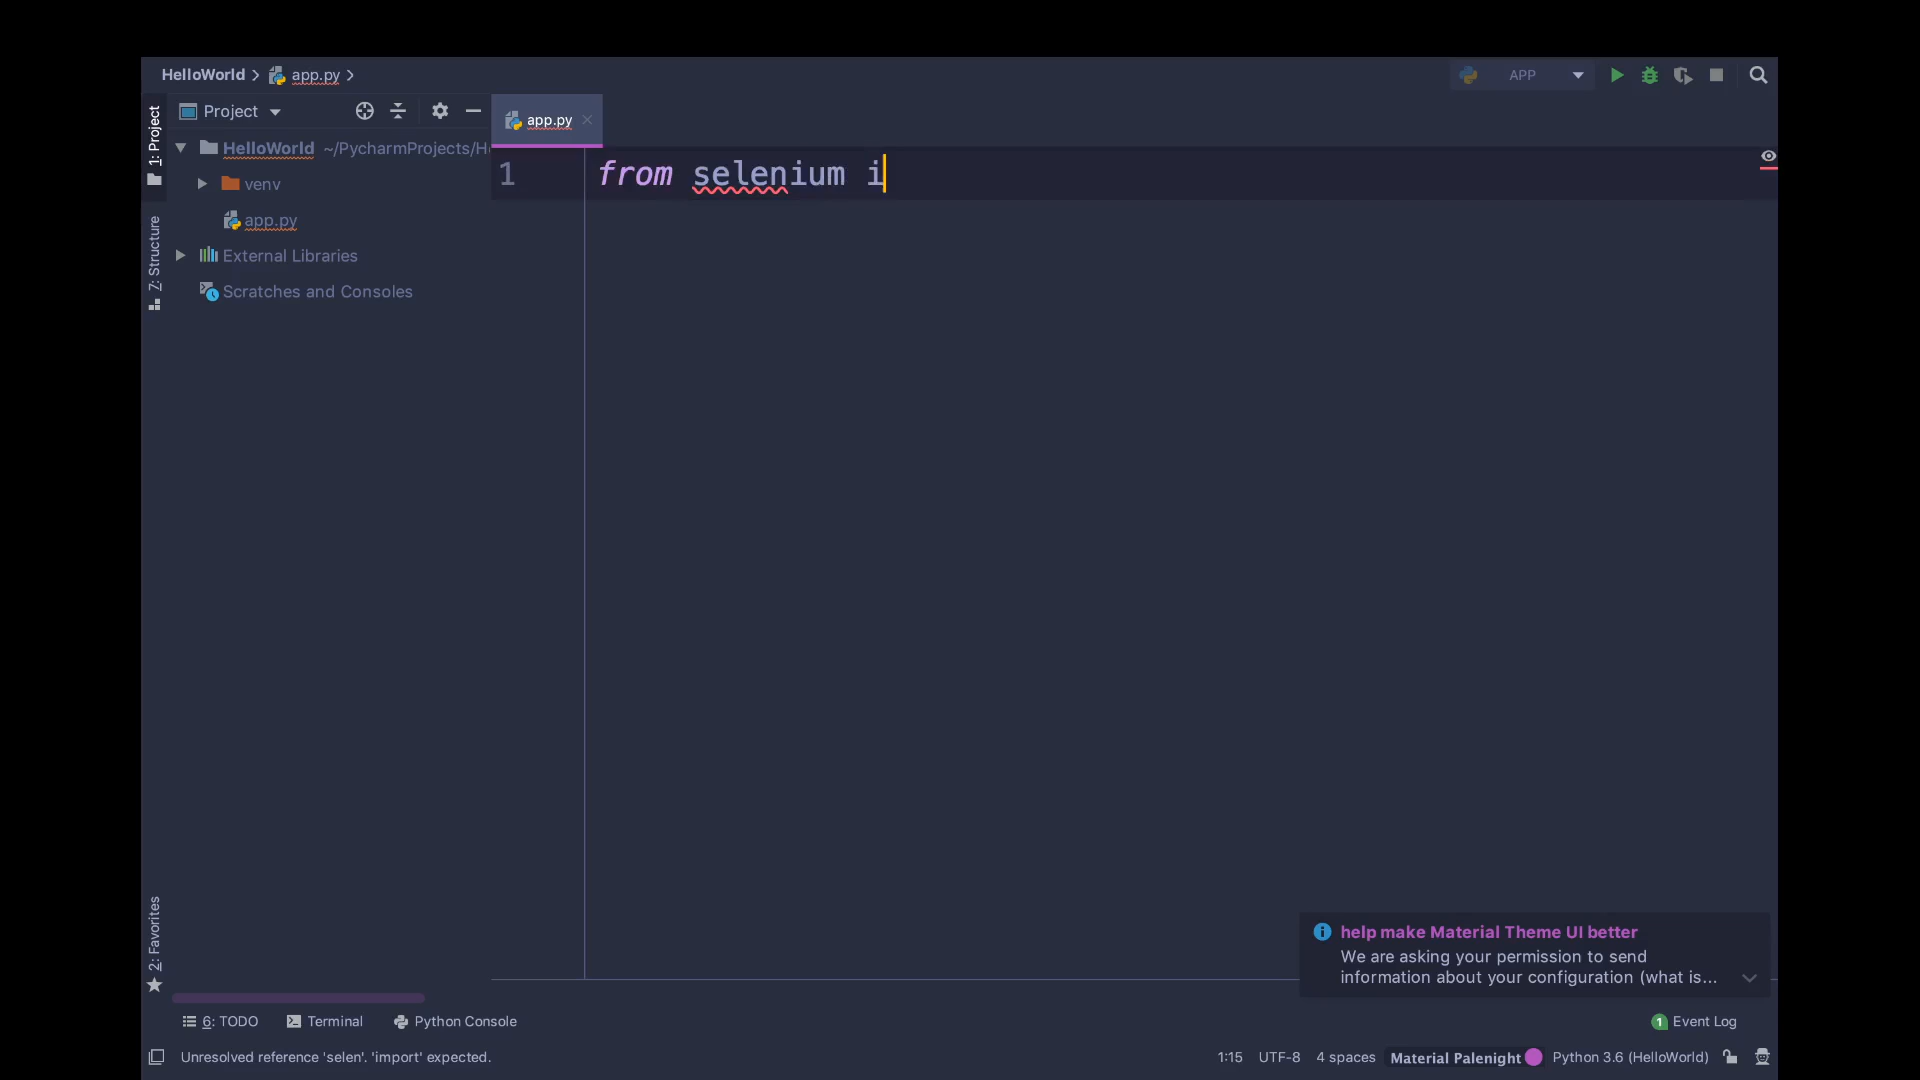 HelloWorld app.py
APP
1: Project
Project
app.py
HelloWorld ~/PycharmProjects/H
venv
app.py
External Libraries
Scratches and Consoles
Z: Structure
1 from selenium i
2: Favorites
help make Material Theme UI better
We are asking your permission to send
information about your configuration (what is...
6: TODO Terminal Python Console
1 Event Log
Unresolved reference 'selen'. 'import' expected.
1:15 UTF-8 4 spaces Material Palenight Python 3.6 (HelloWorld)